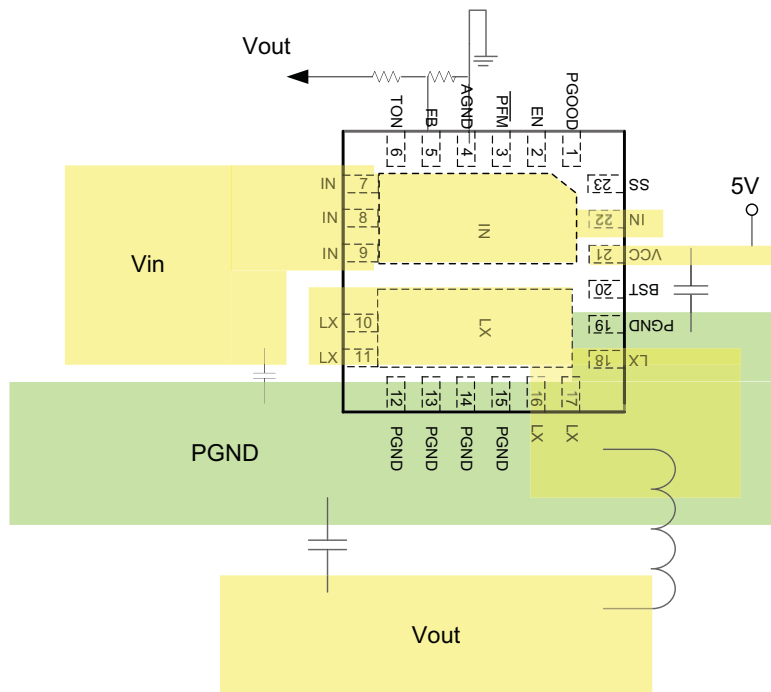 Vout
TON
FB
AGND
PFM
EN
PGOOD
6
5
4
3
2
1
IN
7
IN
8
IN
9
IN
23
SS
22
IN
21
VCC
5V
20
BST
19
PGND
18
LX
LX
10
LX
11
LX
Vin
12
13
14
15
16
17
PGND
PGND
PGND
PGND
LX
LX
PGND
Vout